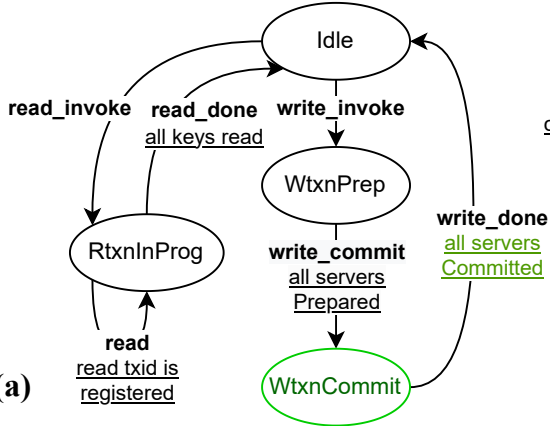 Idle
read_invoke
read_done
all keys read
write_invoke
WtxnPrep
RtxnInProg
write_commit
all servers
Prepared
write_done
all servers
Committed
read
read txid is
registered
WtxnCommit
(a)